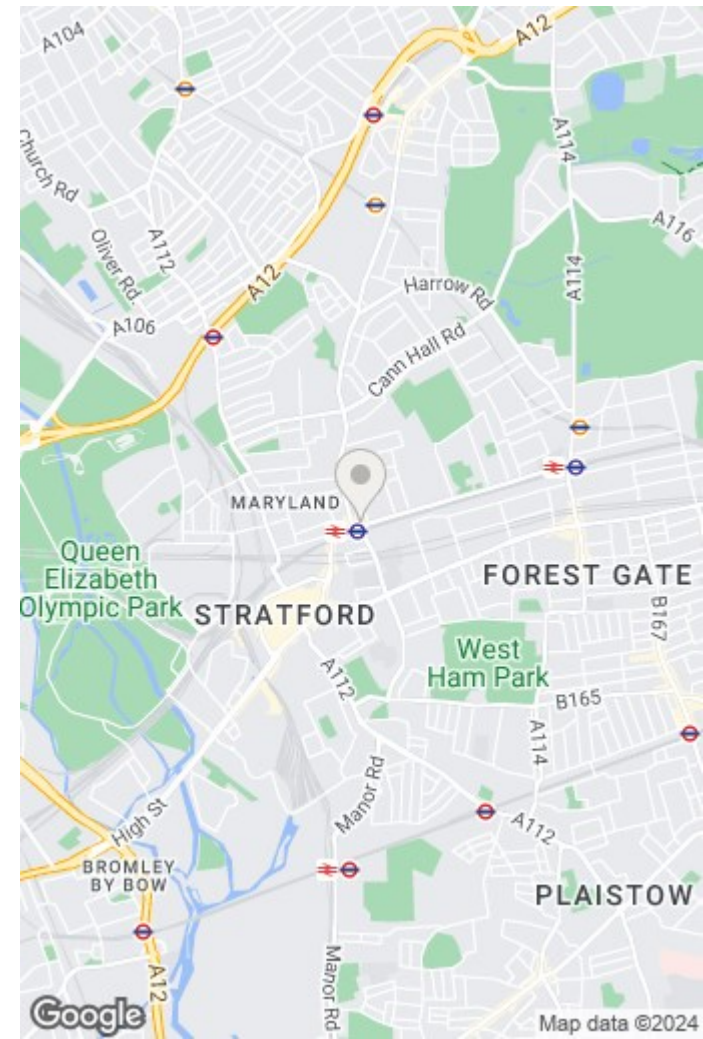 A104
A12
A114
Church Rd
Oliver Rd
A112
A116
A12
A114
Harrow Rd
A106
Cann Hall Rd
MARYLAND
Queen
Elizabeth
Olympic Park
FOREST GATE
STRATFORD
B167
West
Ham Park
A112
B165
A114
Manor Rd
High St
A112
BROMLEY
BY BOW
PLAISTOW
A12
Manor Rd
Google
Map data ©2024